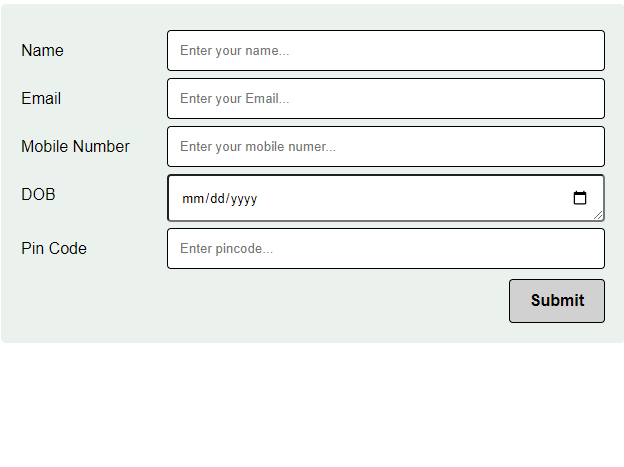 Name Enter your name...
Email Enter your Email...
Mobile Number Enter your mobile numer...
DOB mm/dd/yyyy
Pin Code Enter pincode...
Submit